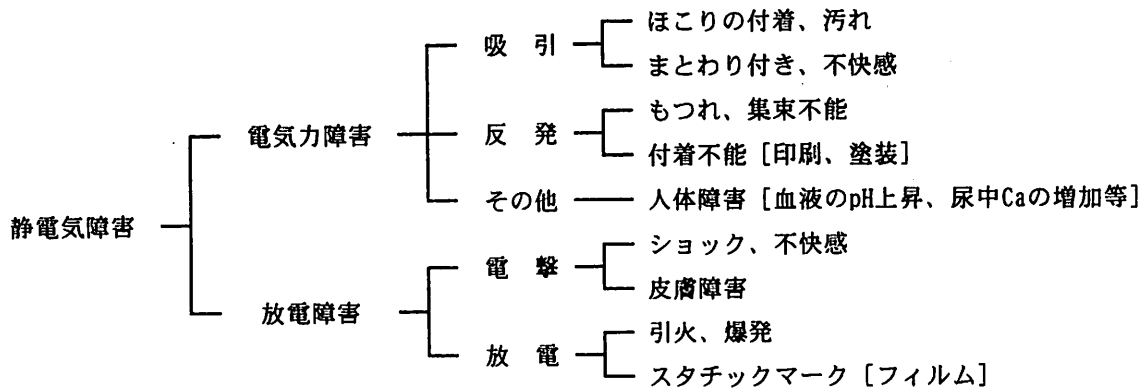 ほこりの付着、汚れ
吸 引
まとわり付き、不快感
もつれ、集束不能
電気力障害
反 発
付着不能 [印刷、塗装]
その他
人体障害 [血液のpH上昇、尿中Caの増加等]
静電気障害
ショック、不快感
電 撃
皮膚障害
放電障害
引火、爆発
放 電
スタチックマーク [フィルム]